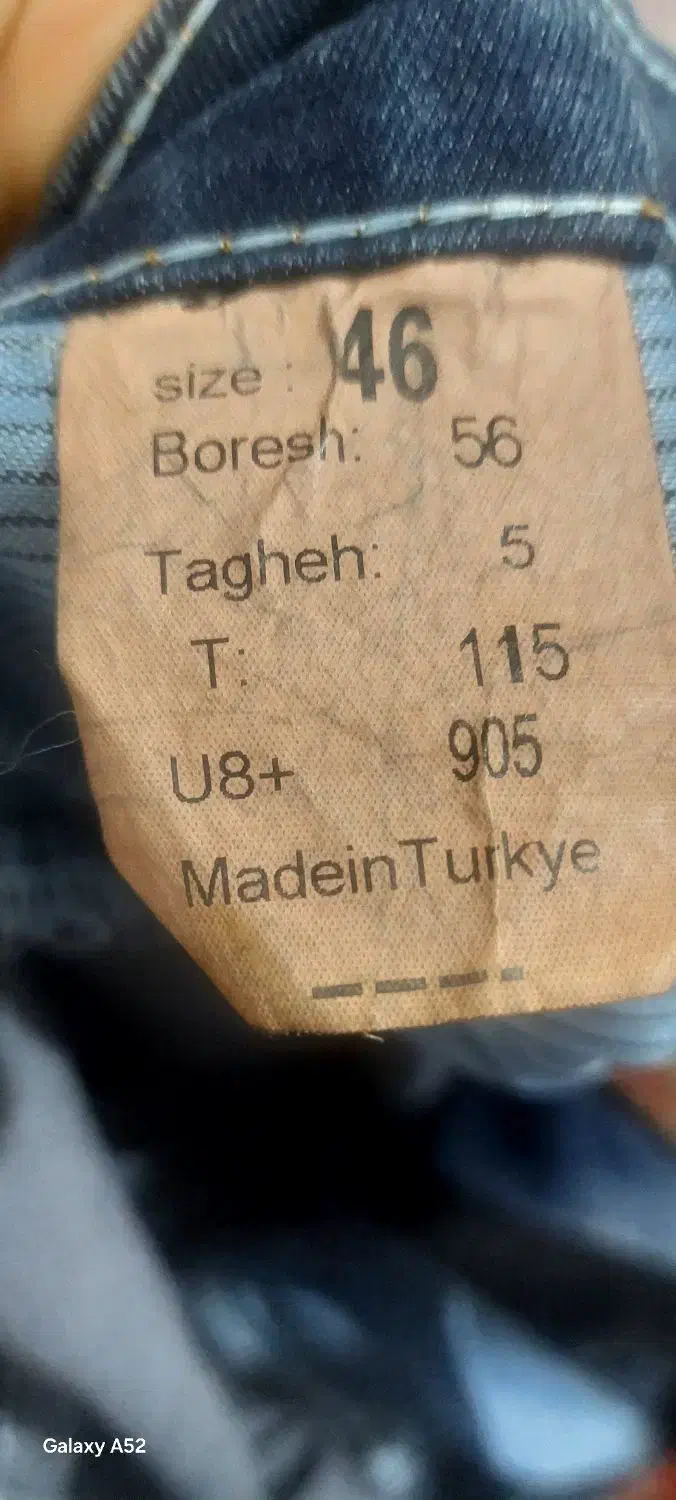 size : 46
Boresh: 56
Tagheh: 5
T: 115
U8+ 905
MadeinTurkye
Galaxy A52